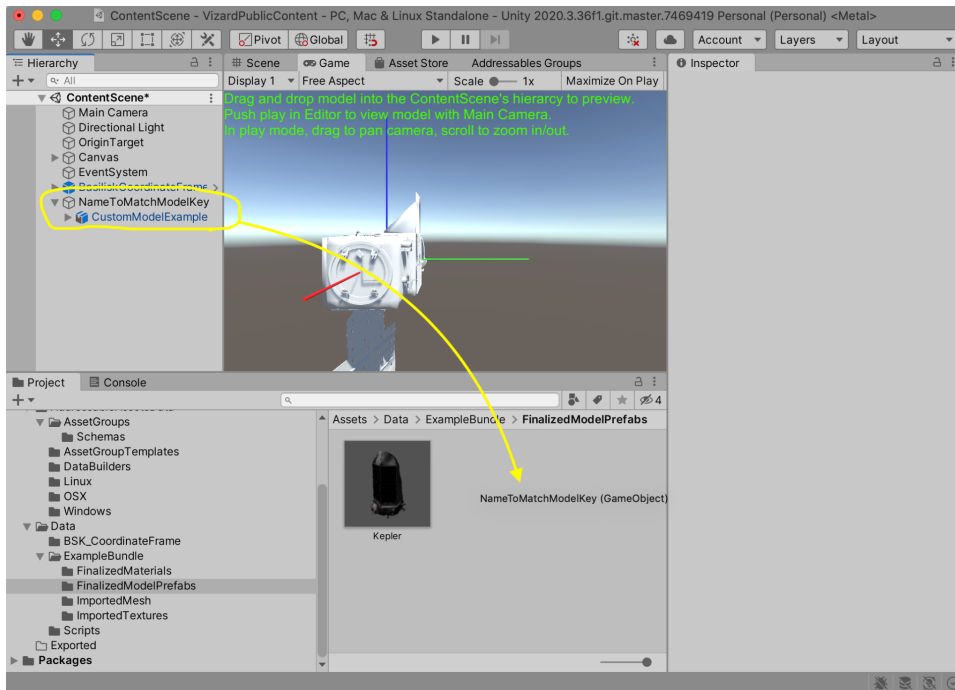 ContentScene - VizardPublicContent - PC, Mac & Linux Standalone - Unity 2020.3.36f1.git.master.7469419 Personal (Personal) <Metal>
Pivot Global Account Layers Layout
Hierarchy
All
ContentScene*
Main Camera
Directional Light
OriginTarget
Canvas
EventSystem
BasiliskCoordinateFrame
NameToMatchModelKey
CustomModelExample
Scene Game Asset Store Addressables Groups
Display 1 Free Aspect Scale 1x Maximize On Play
Drag and drop model into the ContentScene's hierarcy to preview.
Push play in Editor to view model with Main Camera.
In play mode, drag to pan camera, scroll to zoom in/out.
Inspector
Project Console
4
AssetGroups
Schemas
AssetGroupTemplates
DataBuilders
Linux
OSX
Windows
Data
BSK_CoordinateFrame
ExampleBundle
FinalizedMaterials
FinalizedModelPrefabs
ImportedMesh
ImportedTextures
Scripts
Exported
Packages
Assets > Data > ExampleBundle > FinalizedModelPrefabs
Kepler
NameToMatchModelKey (GameObject)